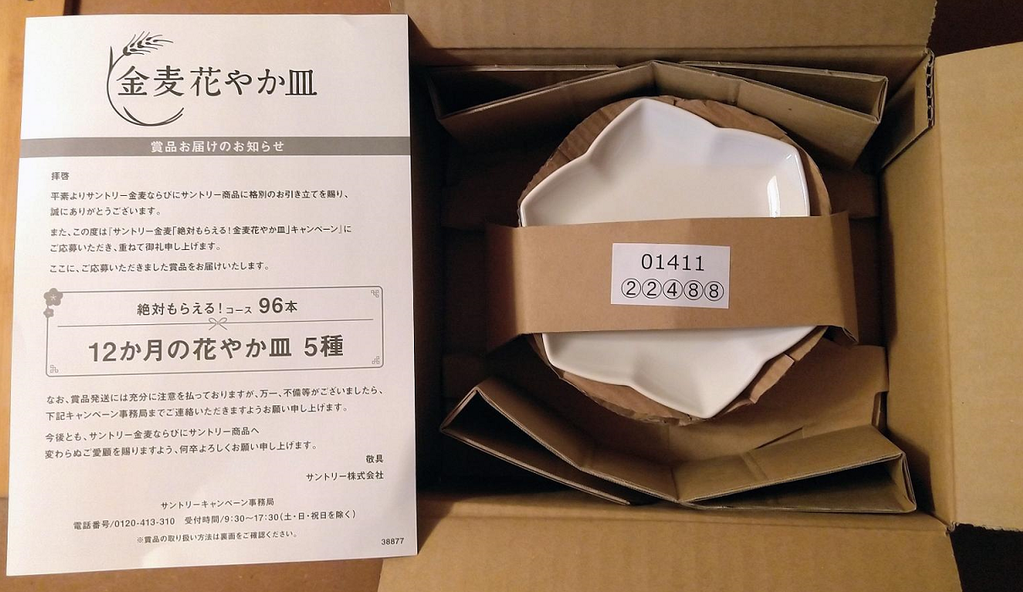 金麦花やか皿
賞品お届けのお知らせ
拝啓
平素よりサントリー金麦ならびにサントリー商品に格別のお引き立てを賜り、
誠にありがとうございます。
また、この度は『サントリー金麦「絶対もらえる!金麦花やか皿」キャンペーン』に
ご応募いただき、重ねて御礼申し上げます。
ここに、ご応募いただきました賞品をお届けいたします。
絶対もらえる!コース 96本
12か月の花やか皿 5種
なお、賞品発送には充分に注意を払っておりますが、万一、不備等がございましたら、
下記キャンペーン事務局までご連絡いただきますようお願い申し上げます。
今後とも、サントリー金麦ならびにサントリー商品へ
変わらぬご愛顧を賜りますよう、何卒よろしくお願い申し上げます。
敬具
サントリー株式会社
サントリーキャンペーン事務局
電話番号/0120-413-310 受付時間/9:30〜17:30(土・日・祝日を除く)
※賞品の取り扱い方法は裏面をご確認ください。
38877
01411
②②④⑧⑧